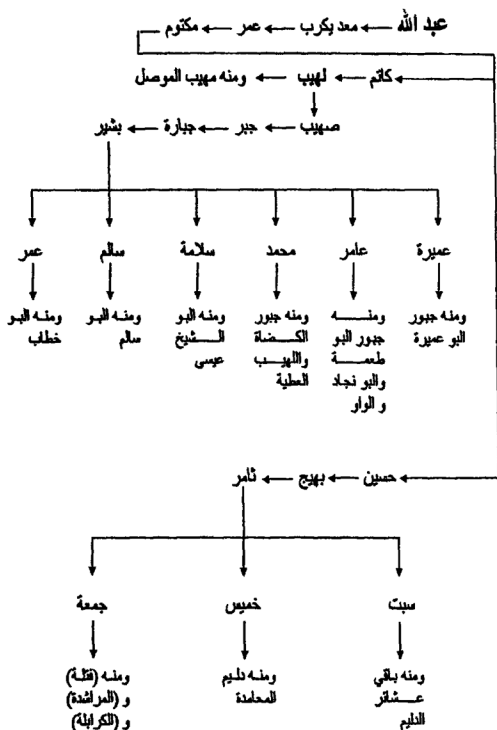 عبد الله ← معد يكرب ← عمر ← مكتوم
كاتم ← لهيب ← ومنه مهيب الموصل
صهيب ← جبر ← جبارة ← بشير
عميرة عامر محمد سلامة سالم عمر
ومنه جبور البو عميرة
ومنه جبور البو طعمة والبو نجاد و الواو
ومنه جبور الكضاة واللهيب العطية
ومنه البو الشيخ عيسى
ومنه البو سالم
ومنه البو خطاب
حسين ← بهيج ← ثامر
سبت خميس جمعة
ومنه باقي عشائر الدليم
ومنه دليم المحامدة
ومنه (فتلة) و (المراشدة) و (الكرابلة)